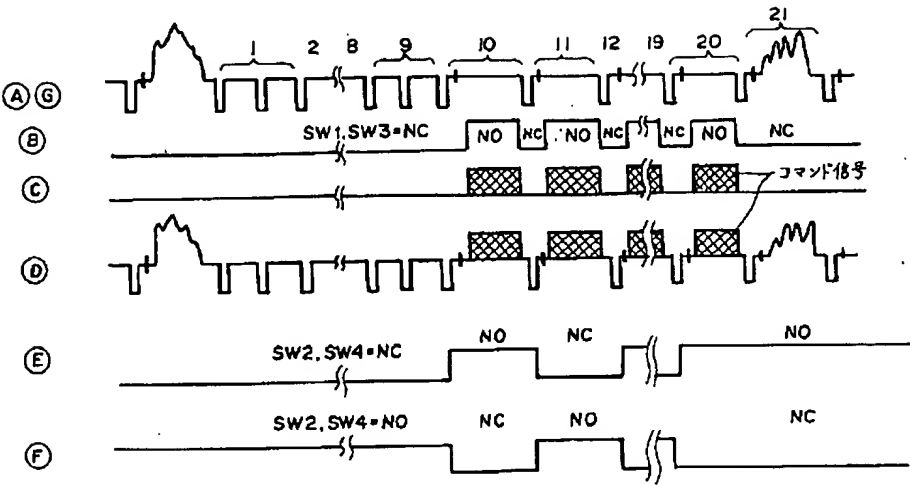 21
1 2 8 9 10 11 12 19 20
Ⓐ Ⓖ
Ⓑ SW1, SW3=NC NO NC NO NC NC NO NC
Ⓒ コマンド信号
Ⓓ
NO NC NO
Ⓔ SW2, SW4=NC
SW2, SW4=NO NC NO NC
Ⓕ